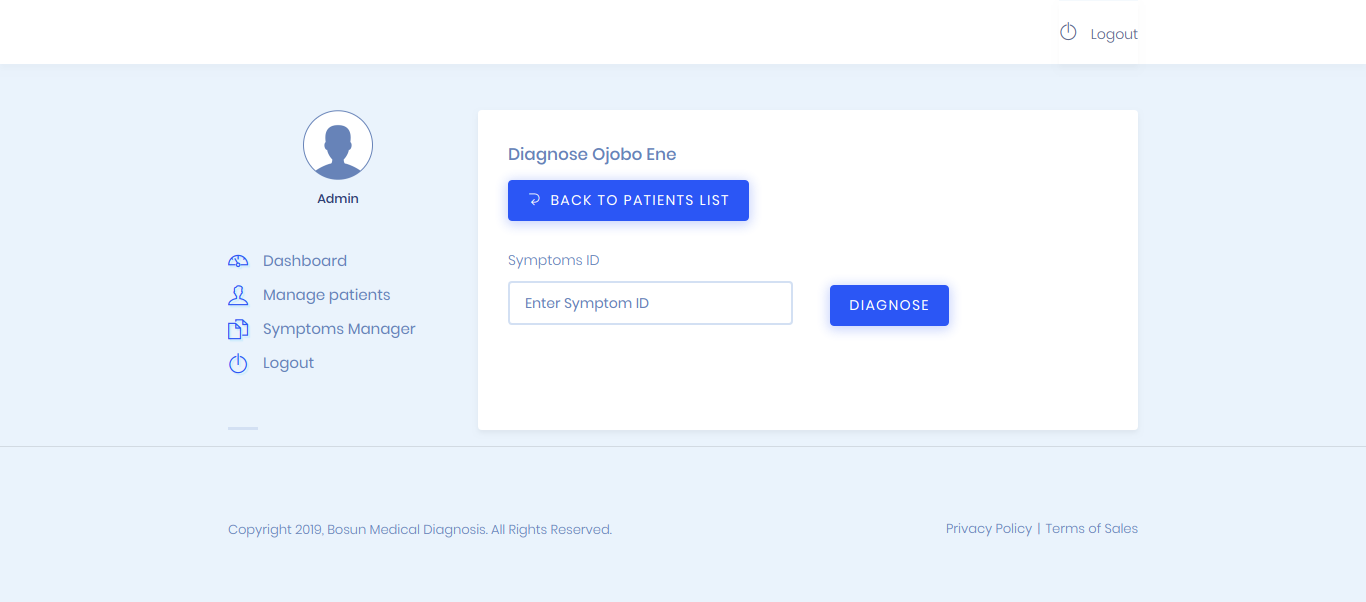 Logout
Admin
Dashboard
Manage patients
Symptoms Manager
Logout
Diagnose Ojobo Ene
BACK TO PATIENTS LIST
Symptoms ID
Enter Symptom ID
DIAGNOSE
Copyright 2019, Bosun Medical Diagnosis. All Rights Reserved.
Privacy Policy | Terms of Sales